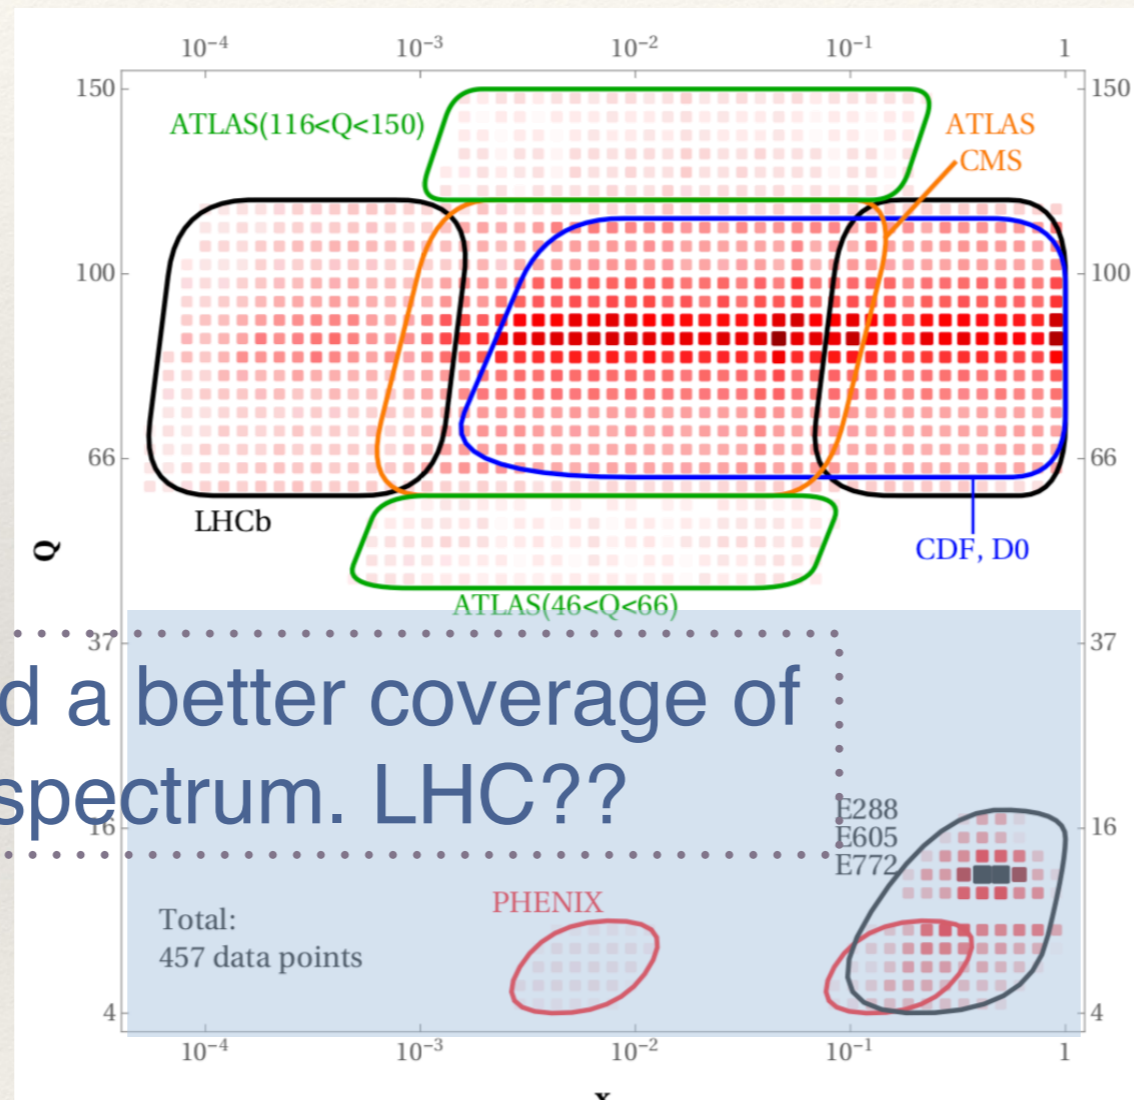 10⁻⁴ 10⁻³ 10⁻² 10⁻¹ 1
150 150
ATLAS(116<Q<150)
ATLAS
CMS
100 100
66 66
LHCb
CDF, D0
Q
ATLAS(46<Q<66)
37 37
d a better coverage of
spectrum. LHC??
16 16
E288
E605
E772
PHENIX
Total:
457 data points
4 4
10⁻⁴ 10⁻³ 10⁻² 10⁻¹ 1
x